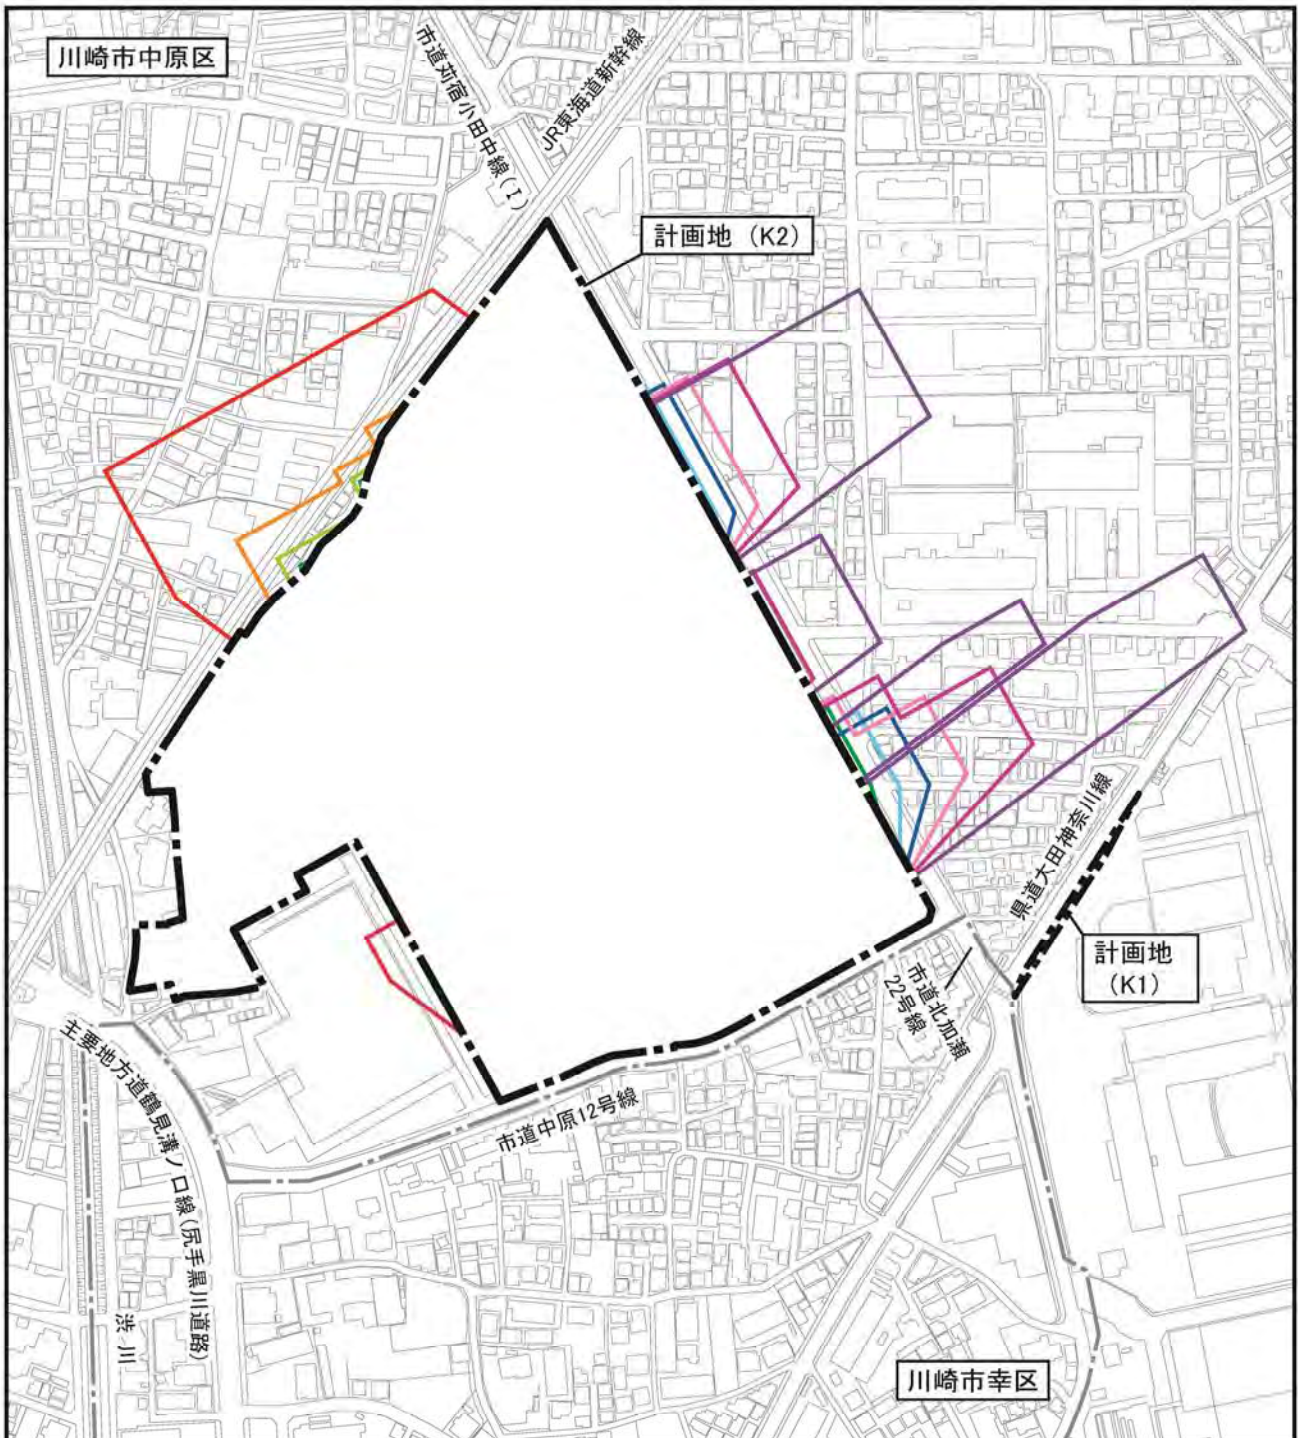 川崎市中原区
市道苅宿小田中線(Ⅰ)
JR東海道新幹線
計画地（K2）
県道大田神奈川線
計画地
（K1）
市道北加瀬
22号線
主要地方道鶴見溝ノ口線(尻手黒川道路)
市道中原12号線
渋川
川崎市幸区